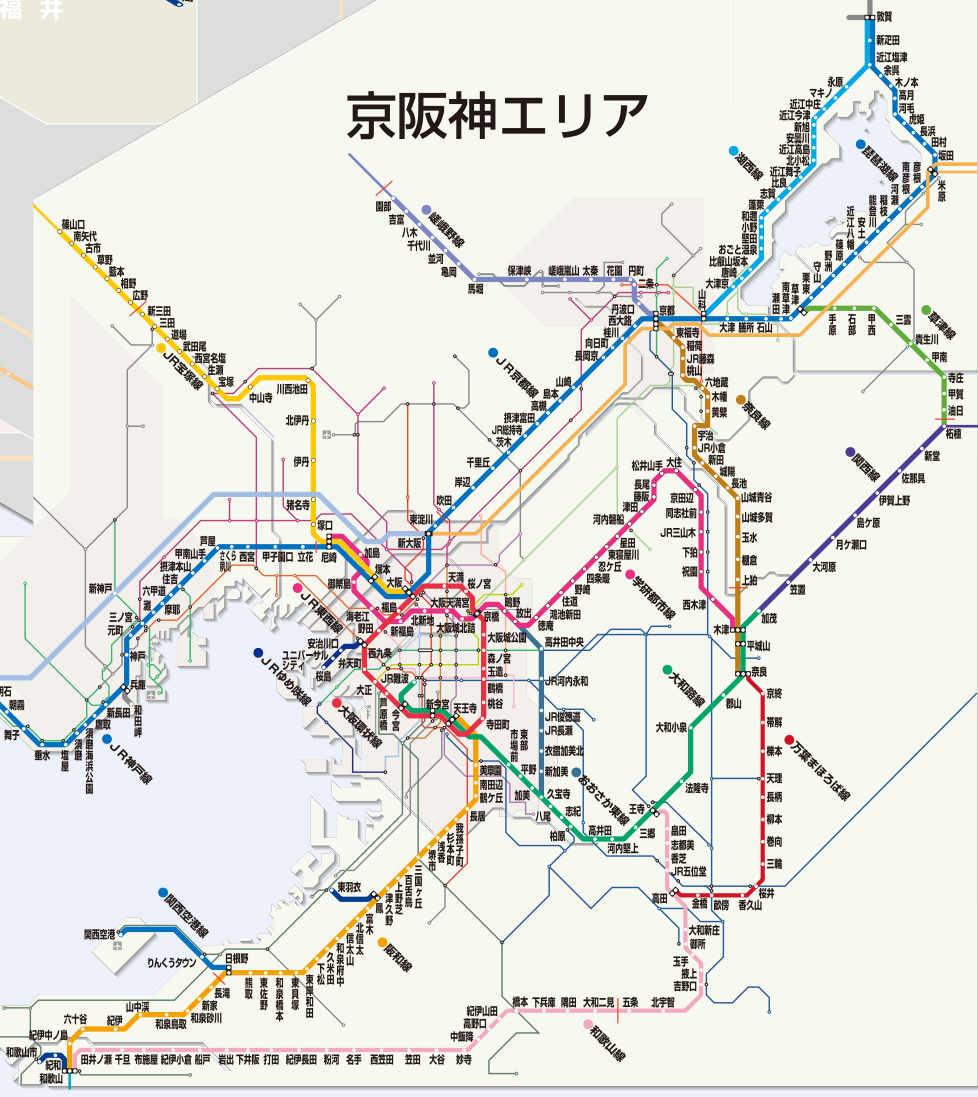 福井
京阪神エリア
敦賀
新疋田
近江塩津
余呉
木ノ本
高月
河毛
虎姫
長浜
田村
坂田
米原
彦根
南彦根
河瀬
稲枝
能登川
安土
近江八幡
篠原
野洲
守山
栗東
草津
南草津
瀬田
石山
膳所
大津
琵琶湖線
永原
マキノ
近江中庄
近江今津
新旭
安曇川
近江高島
北小松
近江舞子
比良
志賀
蓬莱
和邇
小野
堅田
おごと温泉
比叡山坂本
唐崎
大津京
山科
湖西線
園部
吉富
八木
千代川
並河
亀岡
馬堀
保津峡
嵯峨嵐山
太秦
花園
円町
二条
丹波口
嵯峨野線
京都
西大路
桂川
向日町
長岡京
山崎
島本
高槻
摂津富田
JR総持寺
茨木
千里丘
岸辺
吹田
東淀川
新大阪
大阪
JR京都線
手原
石部
甲西
三雲
貴生川
甲南
寺庄
甲賀
油日
柘植
草津線
新堂
佐那具
伊賀上野
島ケ原
月ケ瀬口
大河原
笠置
加茂
関西線
東福寺
稲荷
JR藤森
桃山
六地蔵
木幡
黄檗
宇治
JR小倉
新田
城陽
長池
山城青谷
山城多賀
玉水
棚倉
上狛
木津
平城山
奈良
奈良線
篠山口
南矢代
古市
草野
藍本
相野
広野
新三田
三田
道場
武田尾
西宮名塩
生瀬
宝塚
中山寺
川西池田
北伊丹
伊丹
猪名寺
塚口
尼崎
JR宝塚線
加島
御幣島
海老江
新福島
北新地
大阪天満宮
大阪城北詰
京橋
JR東西線
塚本
立花
甲子園口
西宮
さくら夙川
芦屋
甲南山手
摂津本山
住吉
六甲道
灘
摩耶
新神戸
三ノ宮
元町
神戸
兵庫
和田岬
新長田
鷹取
須磨海浜公園
須磨
塩屋
垂水
舞子
朝霧
明石
JR神戸線
松井山手
大住
長尾
藤阪
津田
河内磐船
星田
東寝屋川
忍ケ丘
四条畷
野崎
住道
鴻池新田
徳庵
放出
鴫野
京田辺
同志社前
JR三山木
下狛
祝園
西木津
学研都市線
天満
桜ノ宮
大阪城公園
森ノ宮
玉造
鶴橋
桃谷
寺田町
天王寺
新今宮
今宮
芦原橋
大正
弁天町
西九条
野田
福島
大阪環状線
安治川口
ユニバーサルシティ
桜島
JRゆめ咲線
JR難波
高井田中央
JR河内永和
JR俊徳道
JR長瀬
衣摺加美北
新加美
久宝寺
おおさか東線
東部市場前
平野
加美
八尾
志紀
柏原
高井田
河内堅上
三郷
王寺
法隆寺
大和小泉
郡山
大和路線
京終
帯解
櫟本
天理
長柄
柳本
巻向
三輪
桜井
香久山
畝傍
金橋
高田
万葉まほろば線
畠田
志都美
香芝
JR五位堂
大和新庄
御所
玉手
掖上
吉野口
北宇智
五条
大和二見
隅田
下兵庫
橋本
紀伊山田
高野口
中飯降
妙寺
大谷
笠田
西笠田
名手
粉河
紀伊長田
打田
下井阪
岩出
船戸
紀伊小倉
布施屋
千旦
田井ノ瀬
和歌山線
美章園
南田辺
鶴ケ丘
長居
我孫子町
杉本町
浅香
堺市
三国ケ丘
百舌鳥
上野芝
津久野
鳳
東羽衣
富木
北信太
信太山
和泉府中
久米田
下松
東岸和田
東貝塚
和泉橋本
東佐野
熊取
日根野
長滝
新家
和泉砂川
和泉鳥取
山中渓
紀伊
六十谷
紀伊中ノ島
和歌山
紀和
和歌山市
阪和線
関西空港
りんくうタウン
関西空港線